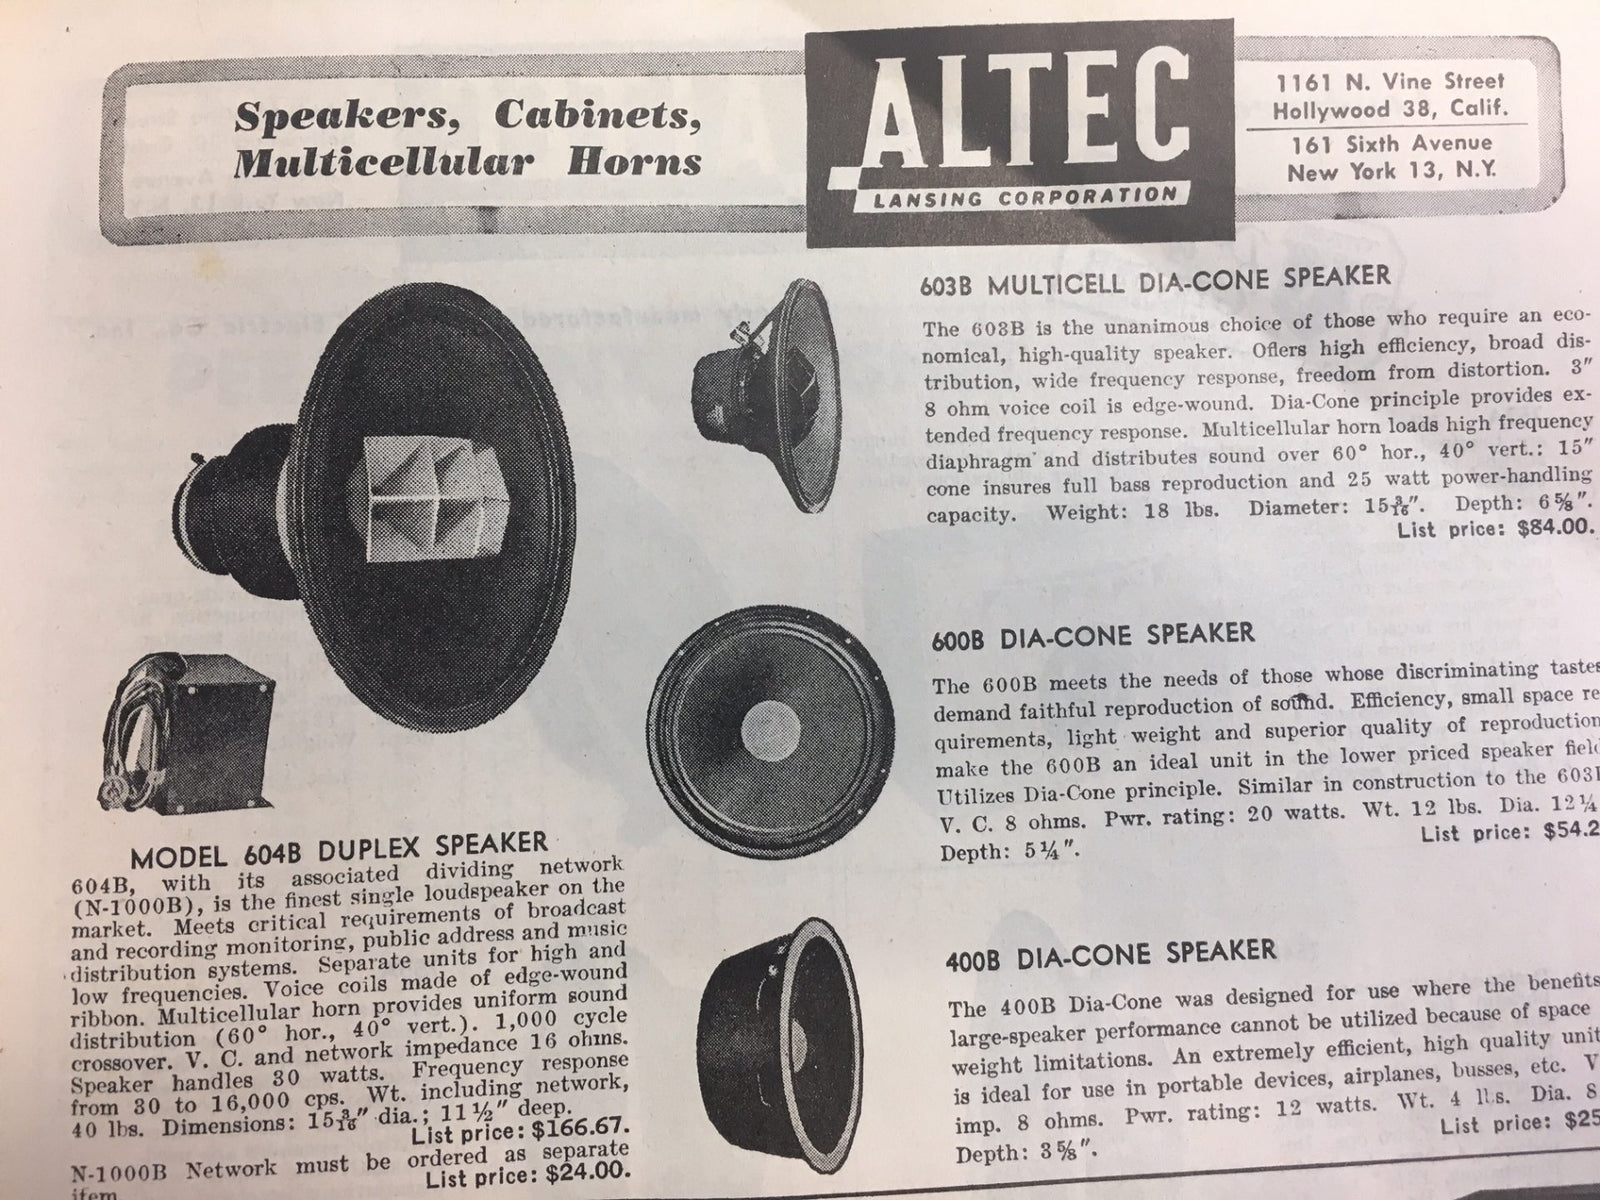 Speakers, Cabinets,
Multicellular Horns
ALTEC
LANSING CORPORATION
1161 N. Vine Street
Hollywood 38, Calif.
161 Sixth Avenue
New York 13, N.Y.
603B MULTICELL DIA-CONE SPEAKER
The 603B is the unanimous choice of those who require an eco-
nomical, high-quality speaker. Offers high efficiency, broad dis-
tribution, wide frequency response, freedom from distortion. 3"
8 ohm voice coil is edge-wound. Dia-Cone principle provides ex-
tended frequency response. Multicellular horn loads high frequency
diaphragm and distributes sound over 60° hor., 40° vert.: 15"
cone insures full bass reproduction and 25 watt power-handling
capacity. Weight: 18 lbs. Diameter: 15 3/16". Depth: 6 5/8".
List price: $84.00.
600B DIA-CONE SPEAKER
The 600B meets the needs of those whose discriminating tastes
demand faithful reproduction of sound. Efficiency, small space re
quirements, light weight and superior quality of reproduction
make the 600B an ideal unit in the lower priced speaker field
Utilizes Dia-Cone principle. Similar in construction to the 603B
V. C. 8 ohms. Pwr. rating: 20 watts. Wt. 12 lbs. Dia. 12 1/4
Depth: 5 1/4".
List price: $54.2
400B DIA-CONE SPEAKER
The 400B Dia-Cone was designed for use where the benefits
large-speaker performance cannot be utilized because of space
weight limitations. An extremely efficient, high quality unit
is ideal for use in portable devices, airplanes, busses, etc. V
imp. 8 ohms. Pwr. rating: 12 watts. Wt. 4 lbs. Dia. 8
Depth: 3 5/8".
List price: $25
MODEL 604B DUPLEX SPEAKER
604B, with its associated dividing network
(N-1000B), is the finest single loudspeaker on the
market. Meets critical requirements of broadcast
and recording monitoring, public address and music
distribution systems. Separate units for high and
low frequencies. Voice coils made of edge-wound
ribbon. Multicellular horn provides uniform sound
distribution (60° hor., 40° vert.). 1,000 cycle
crossover. V. C. and network impedance 16 ohms.
Speaker handles 30 watts. Frequency response
from 30 to 16,000 cps. Wt. including network,
40 lbs. Dimensions: 15 3/16" dia.; 11 1/2" deep.
List price: $166.67.
N-1000B Network must be ordered as separate
item.
List price: $24.00.